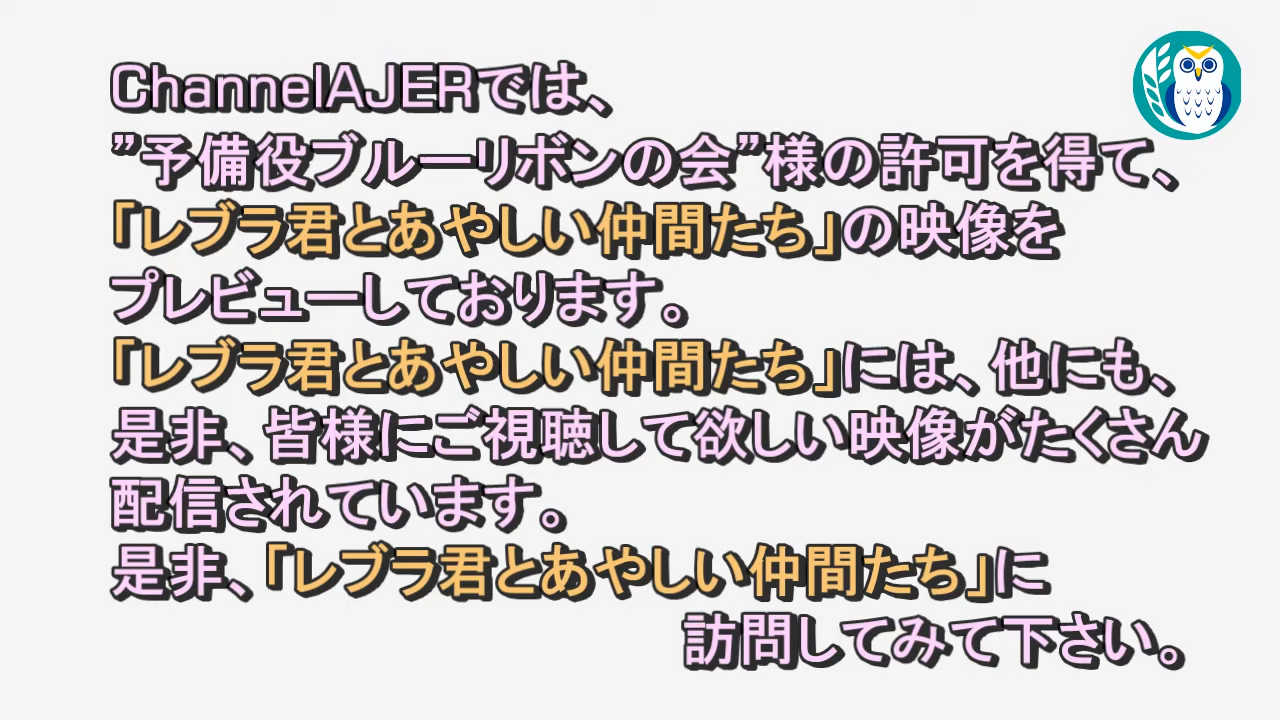 ChannelAJERでは、
”予備役ブルーリボンの会”様の許可を得て、
「レブラ君とあやしい仲間たち」の映像を
プレビューしております。
「レブラ君とあやしい仲間たち」には、他にも、
是非、皆様にご視聴して欲しい映像がたくさん
配信されています。
是非、「レブラ君とあやしい仲間たち」に
訪問してみて下さい。